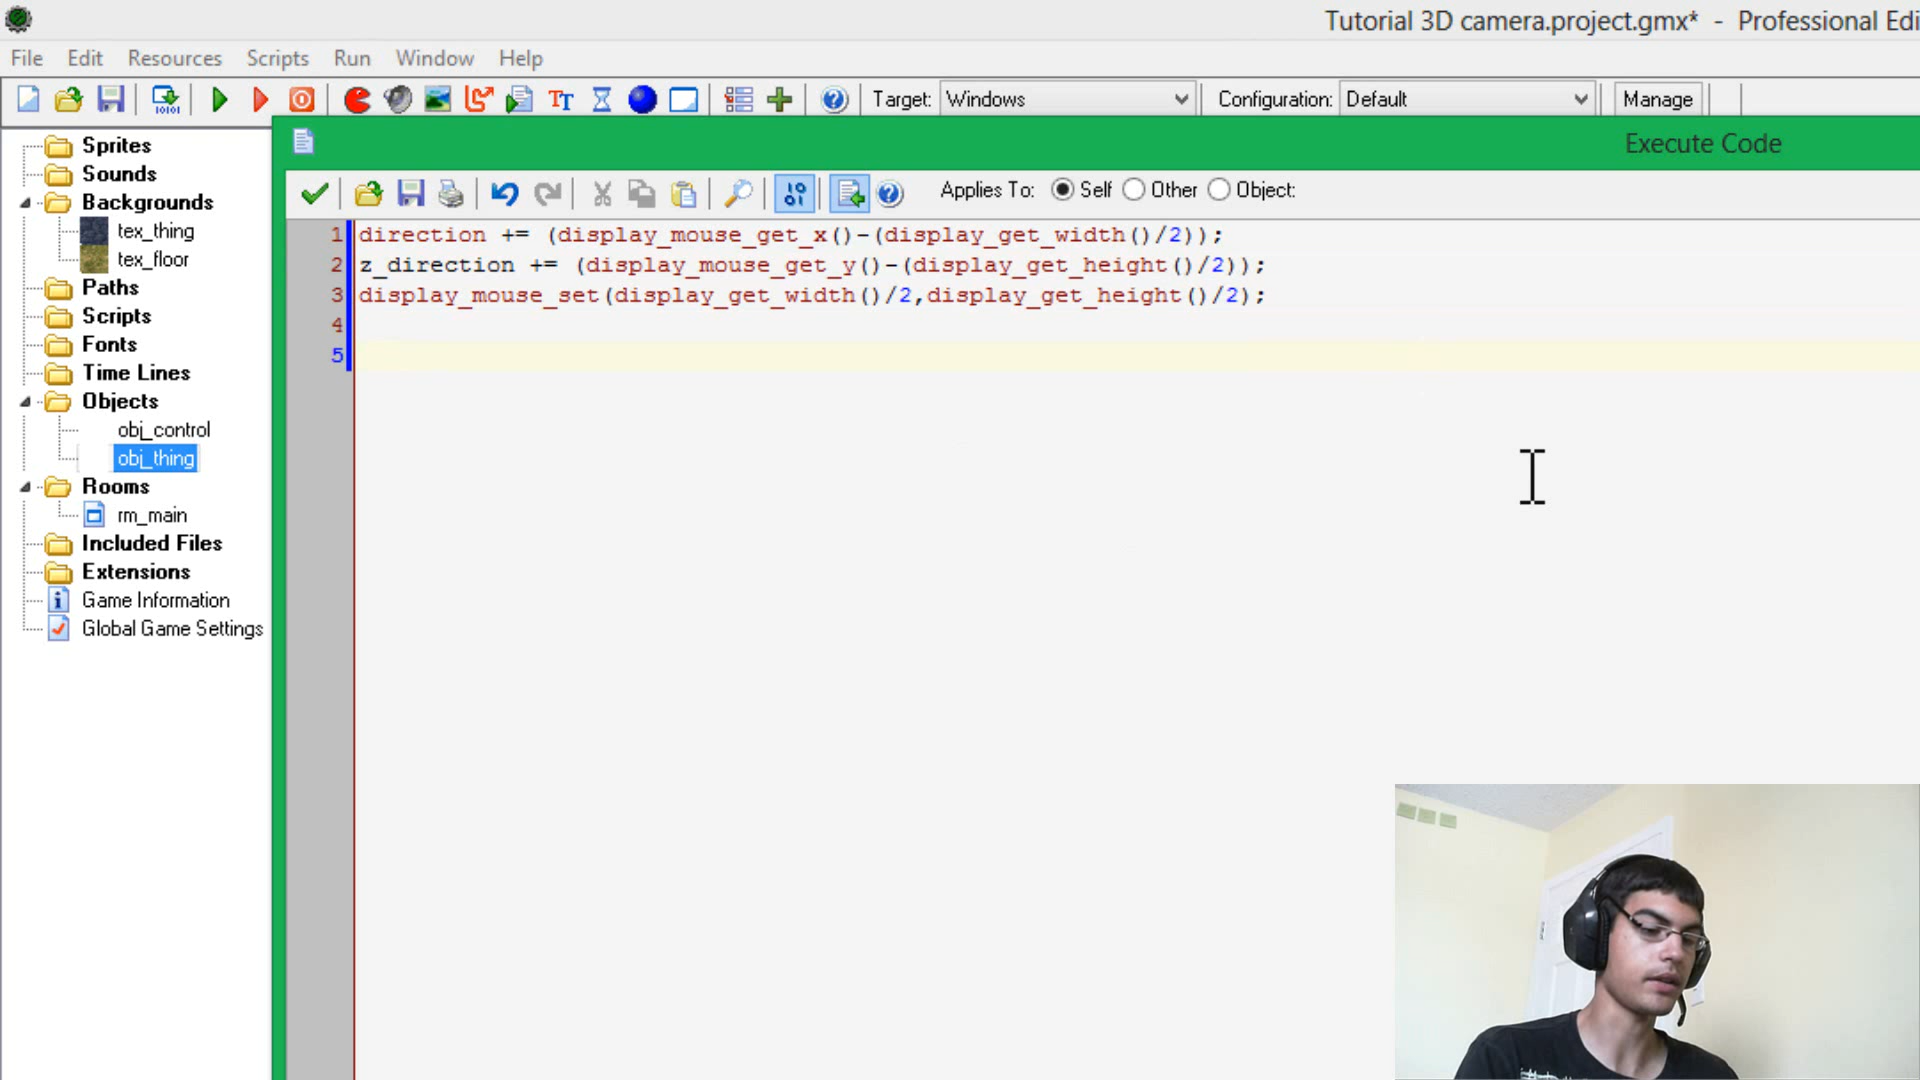 Tutorial 3D camera.project.gmx* - Professional Edi
File Edit Resources Scripts Run Window Help
Target: Windows Configuration: Default Manage
Execute Code
Applies To: Self Other Object:
Sprites
Sounds
Backgrounds
tex_thing
tex_floor
Paths
Scripts
Fonts
Time Lines
Objects
obj_control
obj_thing
Rooms
rm_main
Included Files
Extensions
Game Information
Global Game Settings
1 direction += (display_mouse_get_x()-(display_get_width()/2));
2 z_direction += (display_mouse_get_y()-(display_get_height()/2));
3 display_mouse_set(display_get_width()/2,display_get_height()/2);
4
5